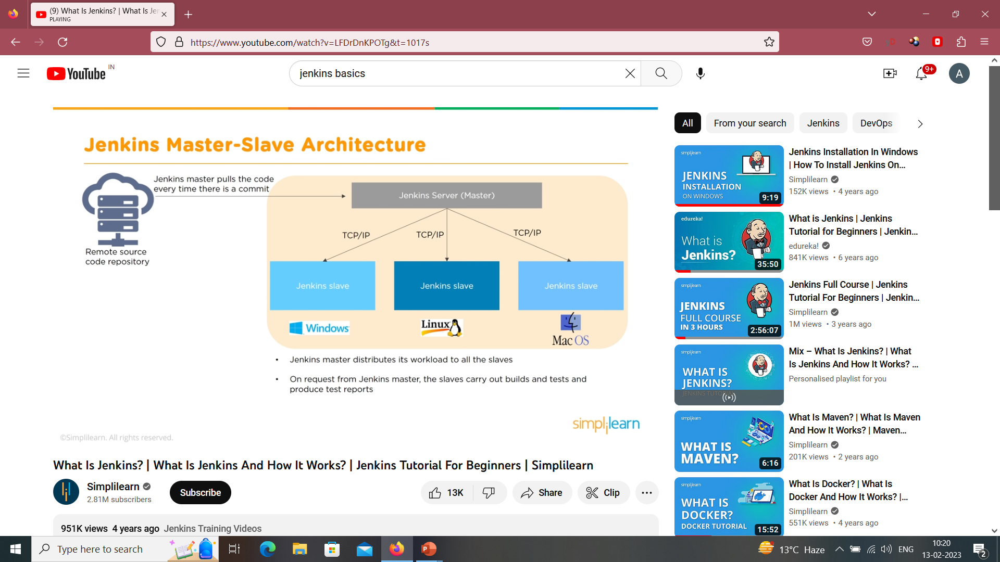 (9) What Is Jenkins? | What Is Jen
PLAYING
https://www.youtube.com/watch?v=LFDrDnKPOTg&t=1017s
YouTube IN
jenkins basics
9+
A
Jenkins Master-Slave Architecture
Jenkins master pulls the code
every time there is a commit
Remote source
code repository
Jenkins Server (Master)
TCP/IP TCP/IP TCP/IP
Jenkins slave Jenkins slave Jenkins slave
Windows Linux Mac OS
• Jenkins master distributes its workload to all the slaves
• On request from Jenkins master, the slaves carry out builds and tests and
produce test reports
simplilearn
©Simplilearn. All rights reserved.
What Is Jenkins? | What Is Jenkins And How It Works? | Jenkins Tutorial For Beginners | Simplilearn
Simplilearn
2.81M subscribers
Subscribe
13K
Share
Clip
951K views 4 years ago Jenkins Training Videos
All From your search Jenkins DevOps
simplilearn
JENKINS
INSTALLATION
ON WINDOWS
9:19
Jenkins Installation In Windows
| How To Install Jenkins On...
Simplilearn
152K views • 4 years ago
edureka!
What is
Jenkins?
35:50
What is Jenkins | Jenkins
Tutorial for Beginners | Jenkin...
edureka!
841K views • 6 years ago
simplilearn
JENKINS
FULL COURSE
IN 3 HOURS
2:56:07
Jenkins Full Course | Jenkins
Tutorial For Beginners | Jenkin...
Simplilearn
1M views • 3 years ago
simplilearn
WHAT IS
JENKINS?
Mix – What Is Jenkins? | What
Is Jenkins And How It Works? ...
Personalised playlist for you
simplilearn
WHAT IS
MAVEN?
6:16
What Is Maven? | What Is Maven
And How It Works? | Maven...
Simplilearn
201K views • 2 years ago
simplilearn
WHAT IS
DOCKER?
DOCKER TUTORIAL
15:52
What Is Docker? | What Is
Docker And How It Works? |...
Simplilearn
551K views • 4 years ago
Type here to search
13°C Haze
ENG
10:20
13-02-2023
2